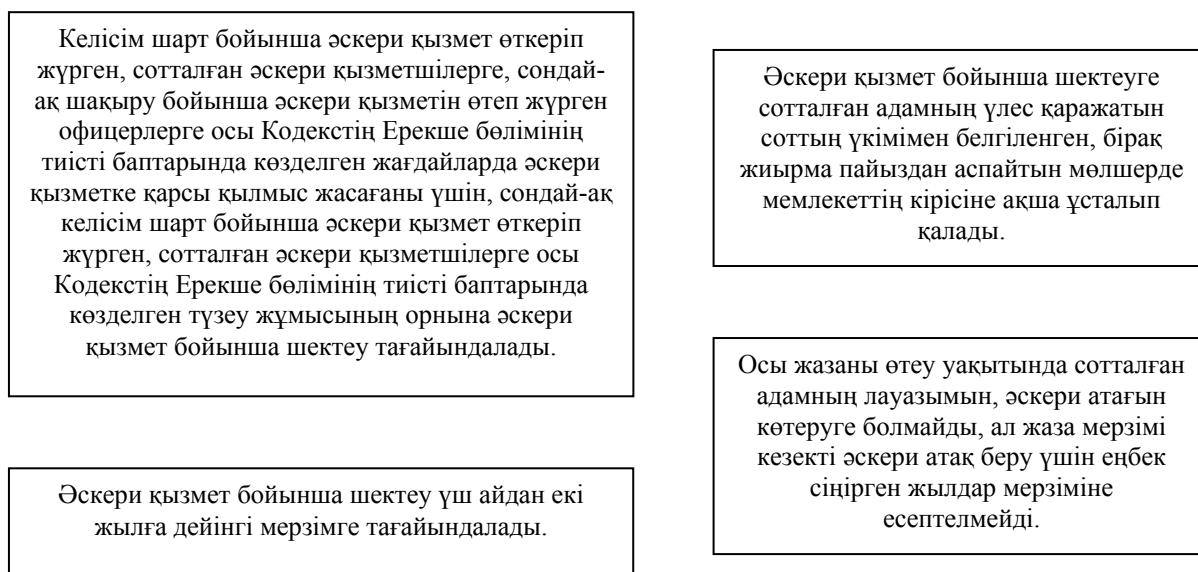 Келісім шарт бойынша әскери қызмет өткеріп
жүрген, сотталған әскери қызметшілерге, сондай-
ақ шақыру бойынша әскери қызметін өтеп жүрген
офицерлерге осы Кодекстің Ерекше бөлімінің
тиісті баптарында көзделген жағдайларда әскери
қызметке қарсы қылмыс жасағаны үшін, сондай-ақ
келісім шарт бойынша әскери қызмет өткеріп
жүрген, сотталған әскери қызметшілерге осы
Кодекстің Ерекше бөлімінің тиісті баптарында
көзделген түзеу жұмысының орнына әскери
қызмет бойынша шектеу тағайындалады.
Әскери қызмет бойынша шектеу үш айдан екі
жылға дейінгі мерзімге тағайындалады.
Әскери қызмет бойынша шектеуге
сотталған адамның үлес қаражатын
соттың үкімімен белгіленген, бірақ
жиырма пайыздан аспайтын мөлшерде
мемлекеттің кірісіне ақша ұсталып
қалады.
Осы жазаны өтеу уақытында сотталған
адамның лауазымын, әскери атағын
көтеруге болмайды, ал жаза мерзімі
кезекті әскери атақ беру үшін еңбек
сіңірген жылдар мерзіміне
есептелмейді.